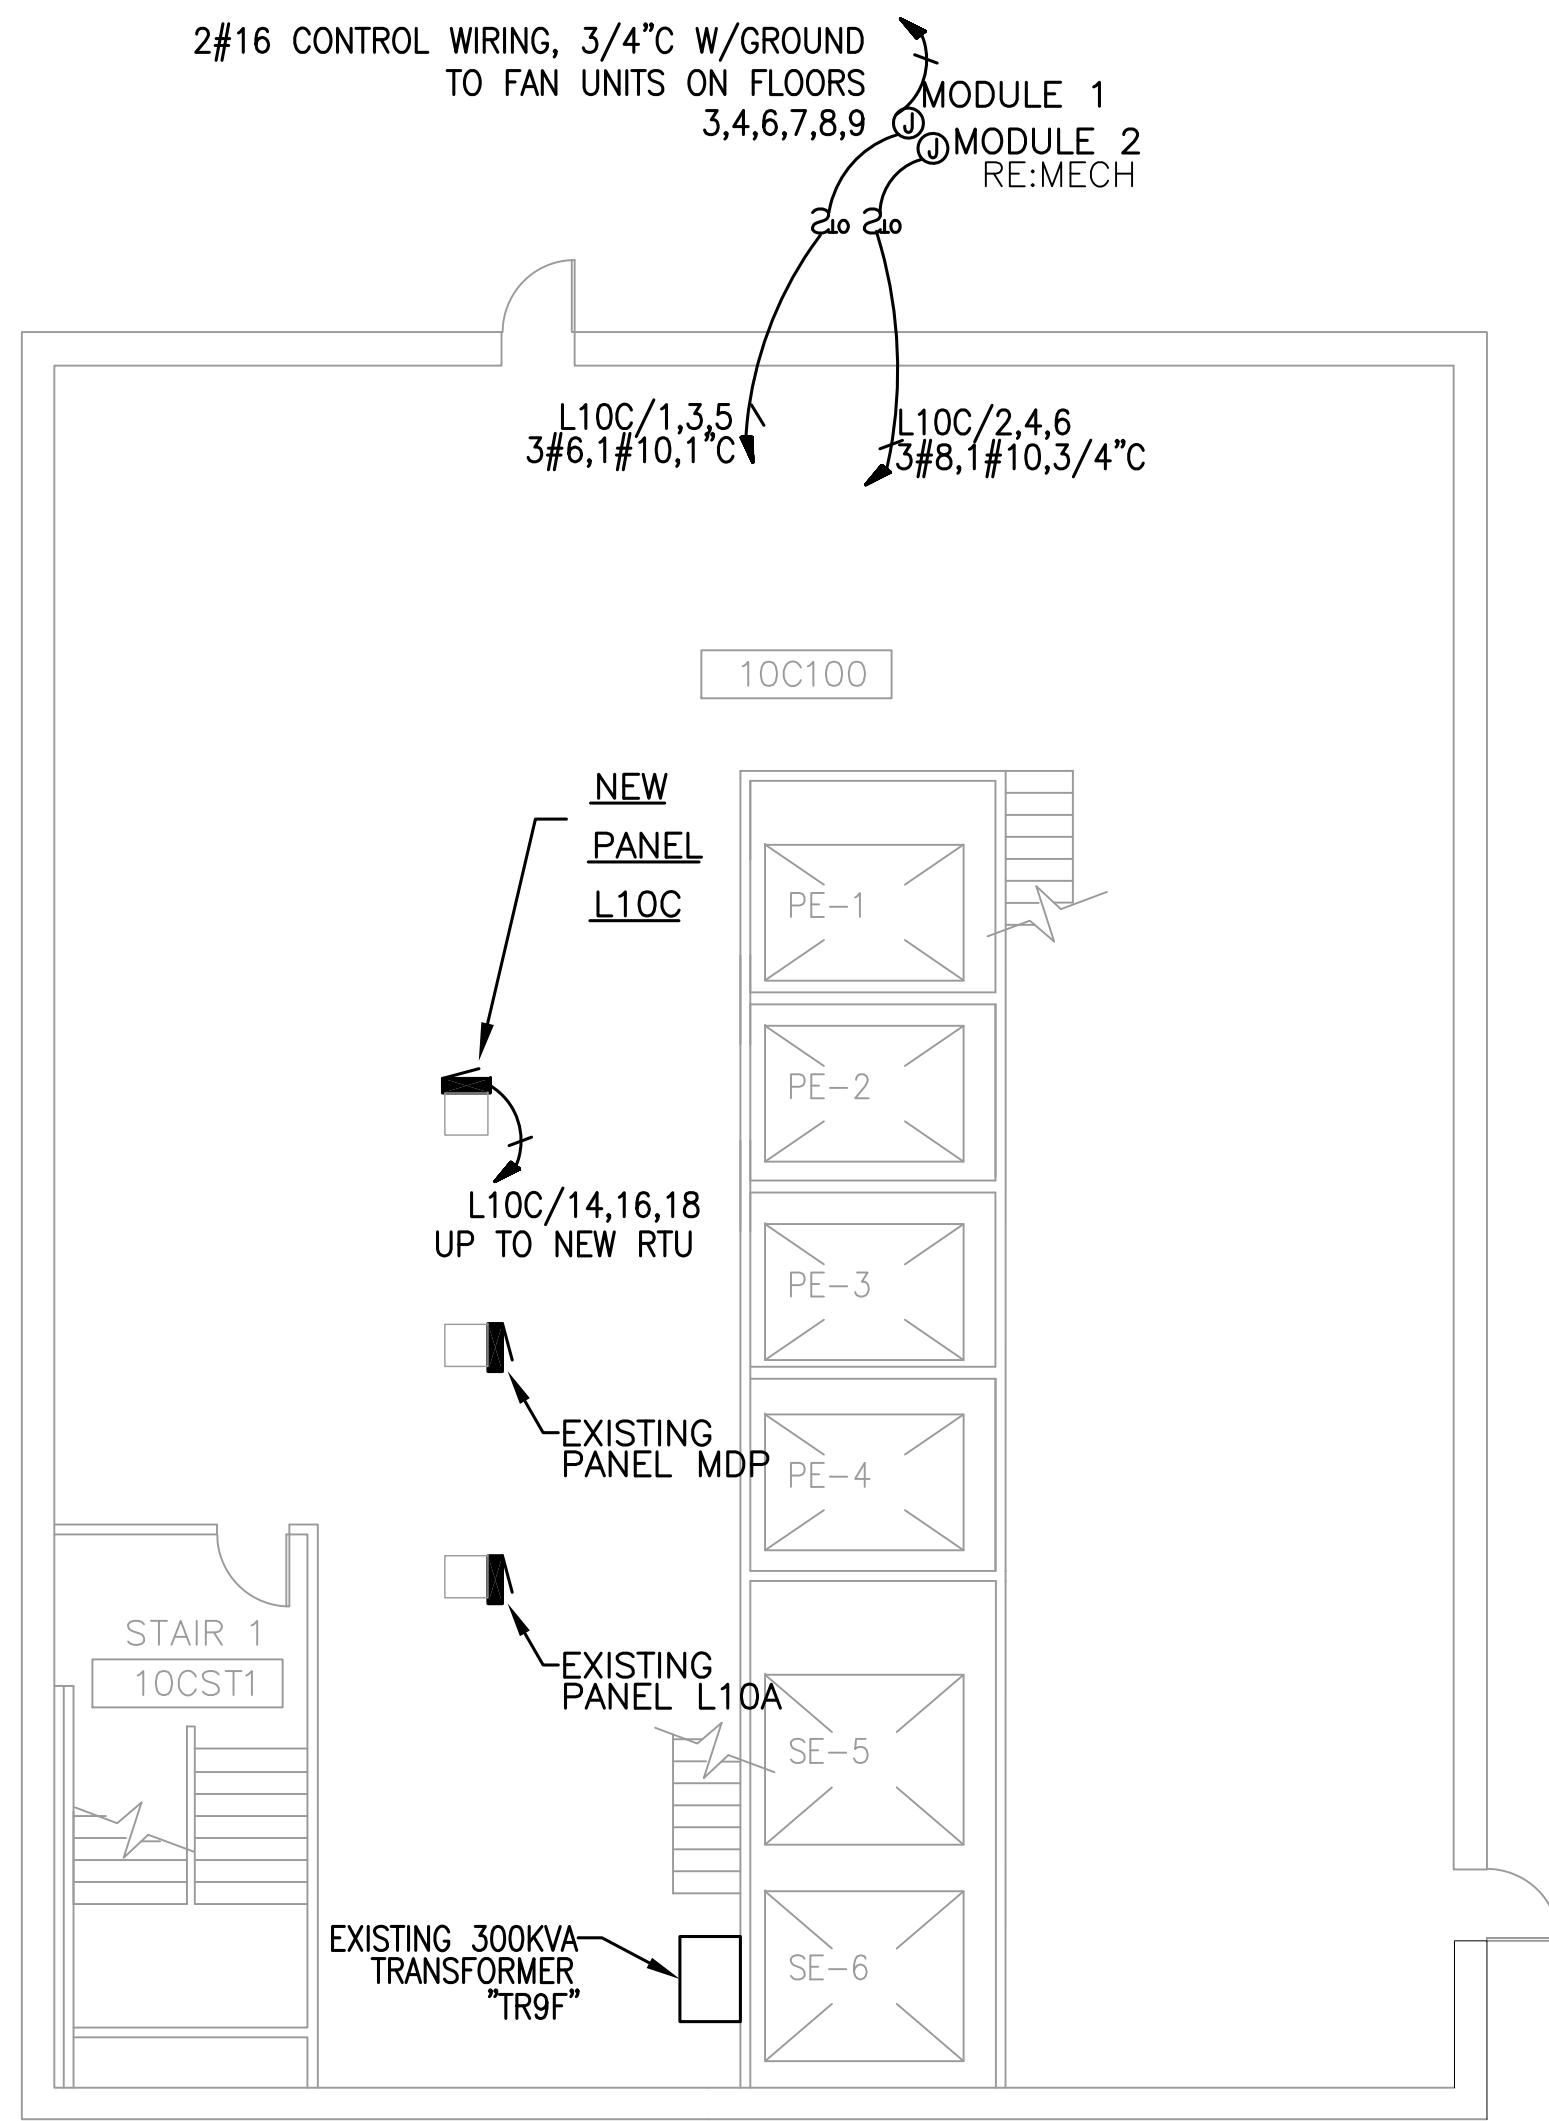 2#16 CONTROL WIRING, 3/4"C W/GROUND
TO FAN UNITS ON FLOORS
3,4,6,7,8,9
MODULE 1
J
J
MODULE 2
RE:MECH
S10
S10
L10C/1,3,5
3#6,1#10,1"C
L10C/2,4,6
3#8,1#10,3/4"C
10C100
NEW
PANEL
L10C
PE-1
PE-2
L10C/14,16,18
UP TO NEW RTU
PE-3
EXISTING
PANEL MDP
PE-4
STAIR 1
10CST1
EXISTING
PANEL L10A
SE-5
EXISTING 300KVA
TRANSFORMER
"TR9F"
SE-6